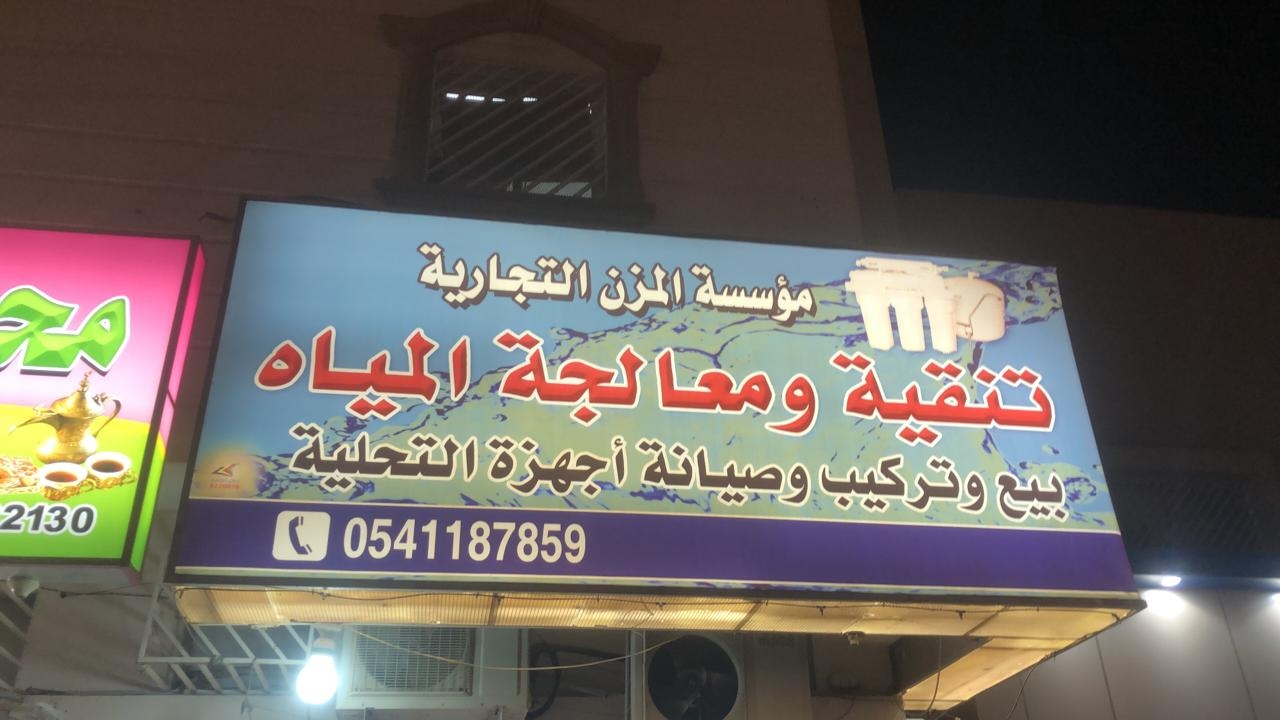 مؤسسة المزن التجارية
تنقية ومعالجة المياه
بيع وتركيب وصيانة أجهزة التحلية
0541187859
2130